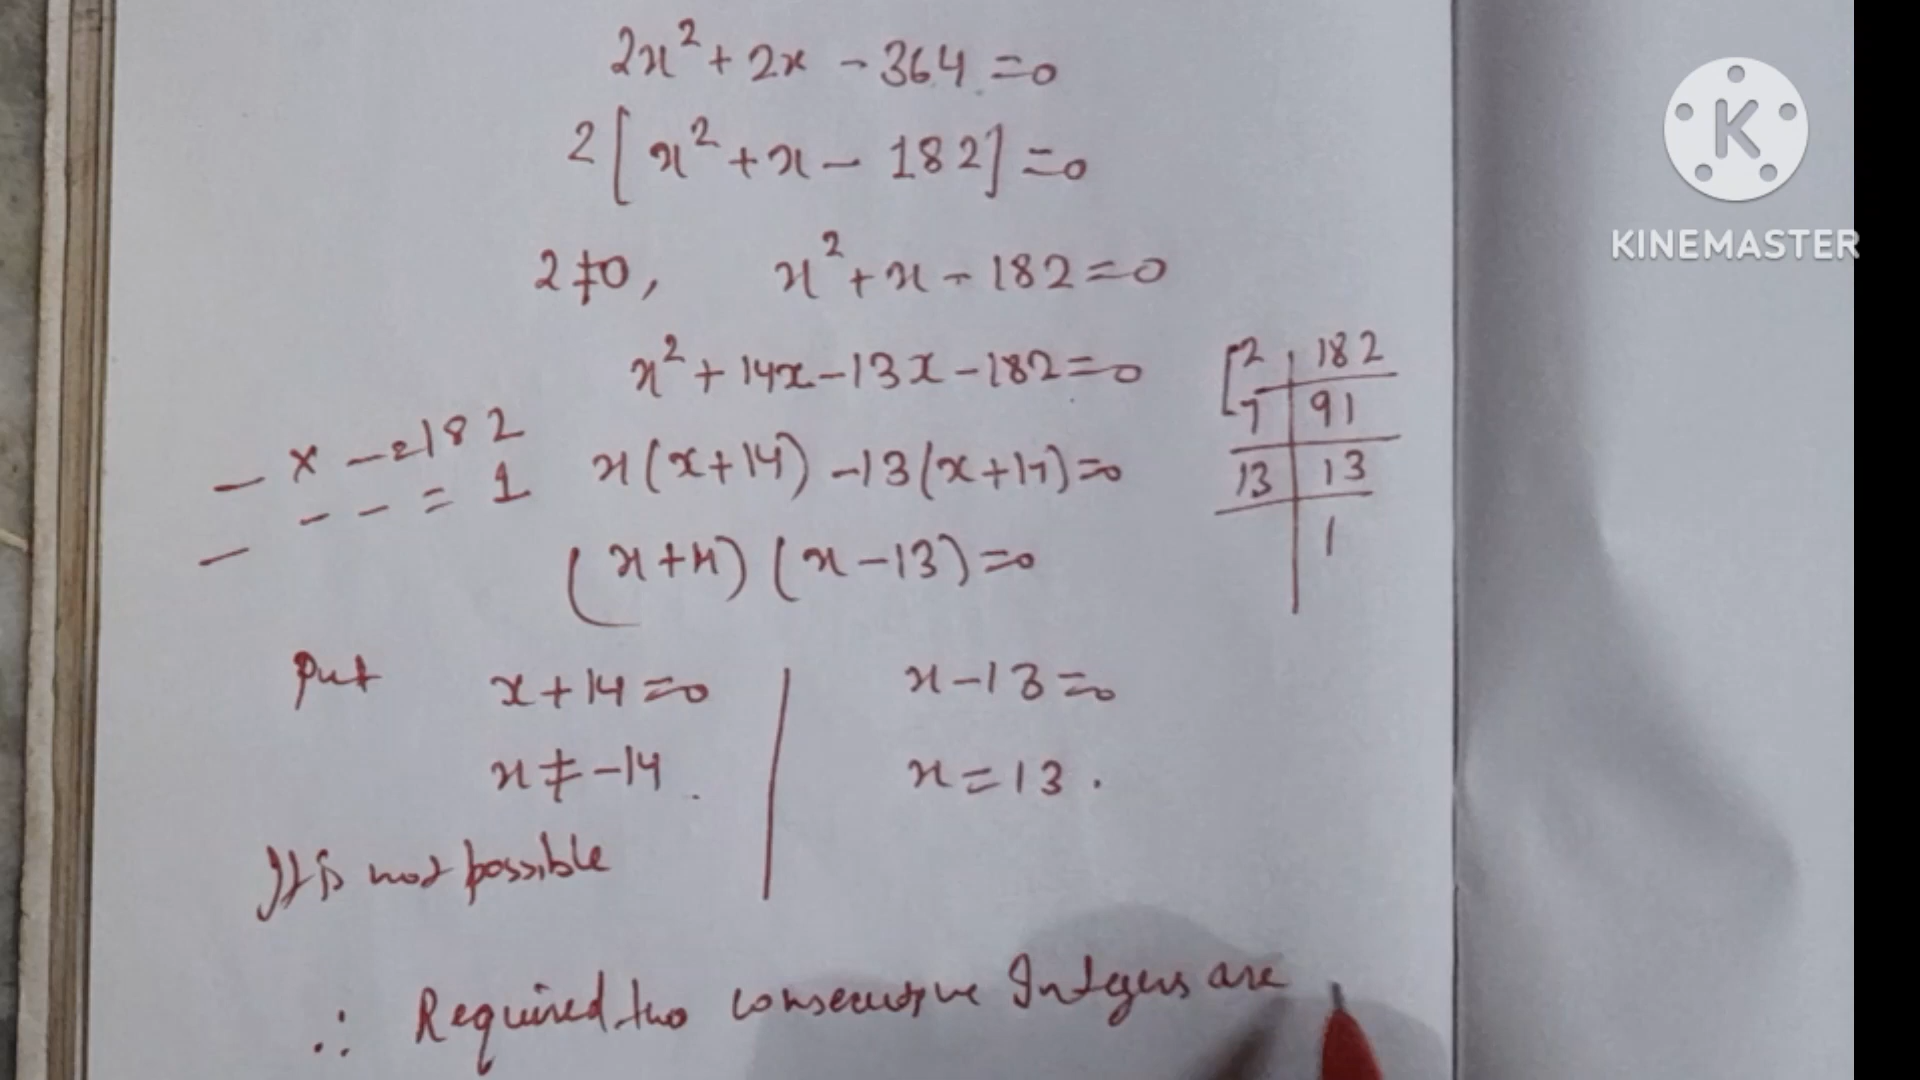 2x² + 2x - 364 = 0
2[x² + x - 182] = 0
2 ≠ 0, x² + x - 182 = 0
x² + 14x - 13x - 182 = 0
x(x+14) - 13(x+14) = 0
(x+14) (x-13) = 0
_ x _ = 182
_ - - = 1
2 | 182
7 | 91
13 | 13
| 1
Put x+14=0 | x-13=0
x ≠ -14. | x = 13.
It is not possible
∴ Required two consecutive Integers are
K
KINEMASTER